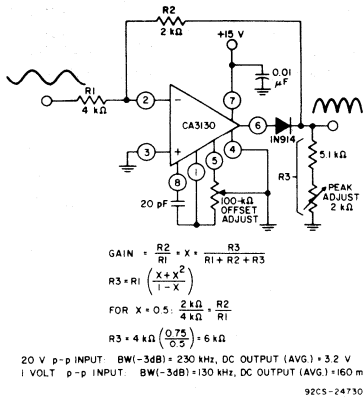 R2
2 kΩ
+15 V
0.01
μF
R1
4 kΩ
2
−
7
CA3130
6
1N914
3
+
4
5
1
8
20 pF
100-kΩ
OFFSET
ADJUST
R3
5.1 kΩ
PEAK
ADJUST
2 kΩ
GAIN = R2/R1 = X = R3/(R1 + R2 + R3)
R3 = R1 ((X + X²)/(1 - X))
FOR X = 0.5: 2 kΩ/4 kΩ = R2/R1
R3 = 4 kΩ (0.75/0.5) = 6 kΩ
20 V p-p INPUT: BW(-3dB) = 230 kHz, DC OUTPUT (AVG.) = 3.2 V
1 VOLT p-p INPUT: BW(-3dB) = 130 kHz, DC OUTPUT (AVG.) = 160 m
92CS-24730